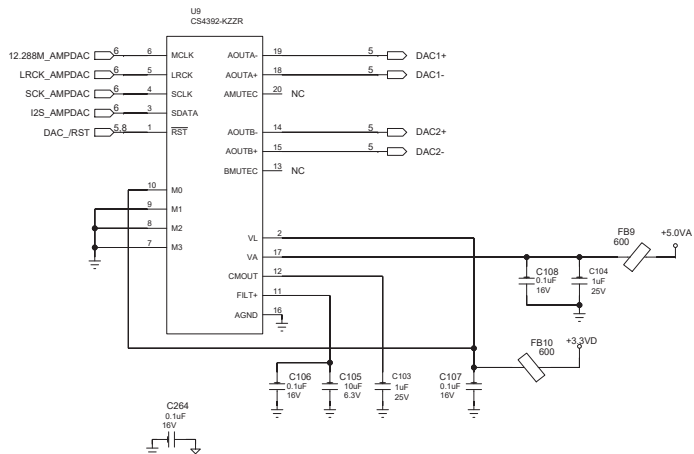 U9
CS4392-KZZR
12.288M_AMPDAC 6 6 MCLK AOUTA- 19 5 DAC1+
LRCK_AMPDAC 6 5 LRCK AOUTA+ 18 5 DAC1-
SCK_AMPDAC 6 4 SCLK AMUTEC 20 NC
I2S_AMPDAC 6 3 SDATA
DAC_/RST 5,8 1 RST AOUTB- 14 5 DAC2+
AOUTB+ 15 5 DAC2-
BMUTEC 13 NC
10 M0
9 M1
8 M2
7 M3
VL 2
VA 17
CMOUT 12
FILT+ 11
AGND 16
FB9
600
+5.0VA
C108
0.1uF
16V
C104
1uF
25V
FB10
600
+3.3VD
C106
0.1uF
16V
C105
10uF
6.3V
C103
1uF
25V
C107
0.1uF
16V
C264
0.1uF
16V